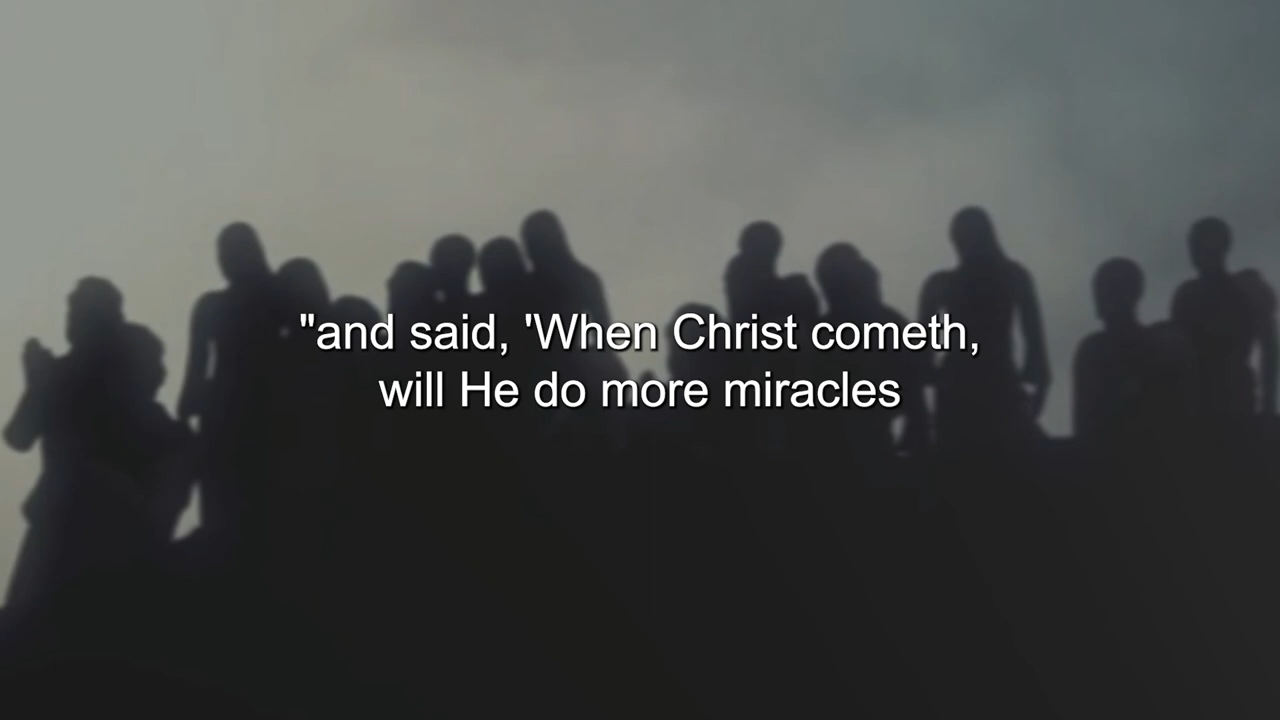 "and said, 'When Christ cometh,
will He do more miracles